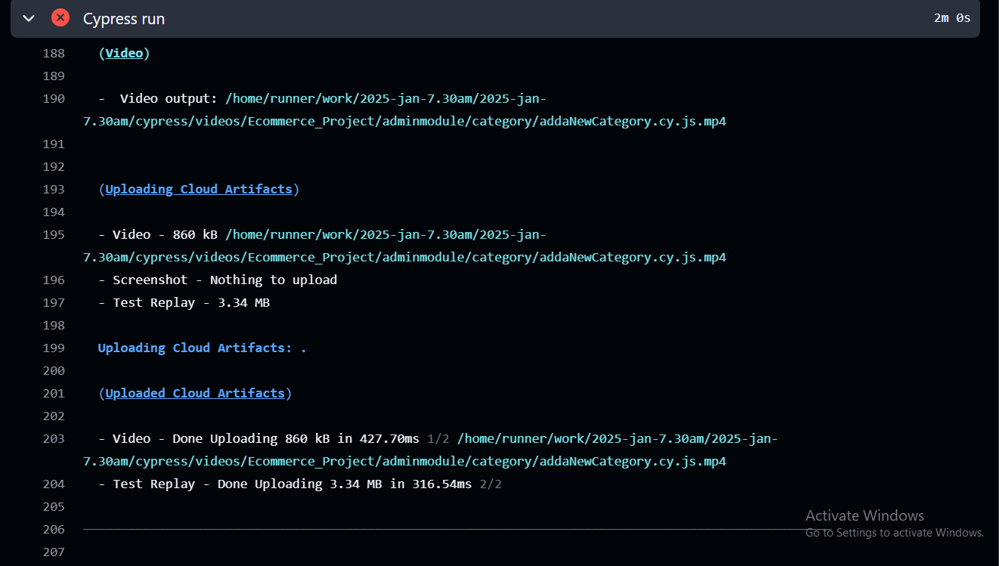 Cypress run
2m 0s
188 (Video)
189
190 - Video output: /home/runner/work/2025-jan-7.30am/2025-jan-
7.30am/cypress/videos/Ecommerce_Project/adminmodule/category/addaNewCategory.cy.js.mp4
191
192
193 (Uploading Cloud Artifacts)
194
195 - Video - 860 kB /home/runner/work/2025-jan-7.30am/2025-jan-
7.30am/cypress/videos/Ecommerce_Project/adminmodule/category/addaNewCategory.cy.js.mp4
196 - Screenshot - Nothing to upload
197 - Test Replay - 3.34 MB
198
199 Uploading Cloud Artifacts: .
200
201 (Uploaded Cloud Artifacts)
202
203 - Video - Done Uploading 860 kB in 427.70ms 1/2 /home/runner/work/2025-jan-7.30am/2025-jan-
7.30am/cypress/videos/Ecommerce_Project/adminmodule/category/addaNewCategory.cy.js.mp4
204 - Test Replay - Done Uploading 3.34 MB in 316.54ms 2/2
205
206
207
Activate Windows
Go to Settings to activate Windows.